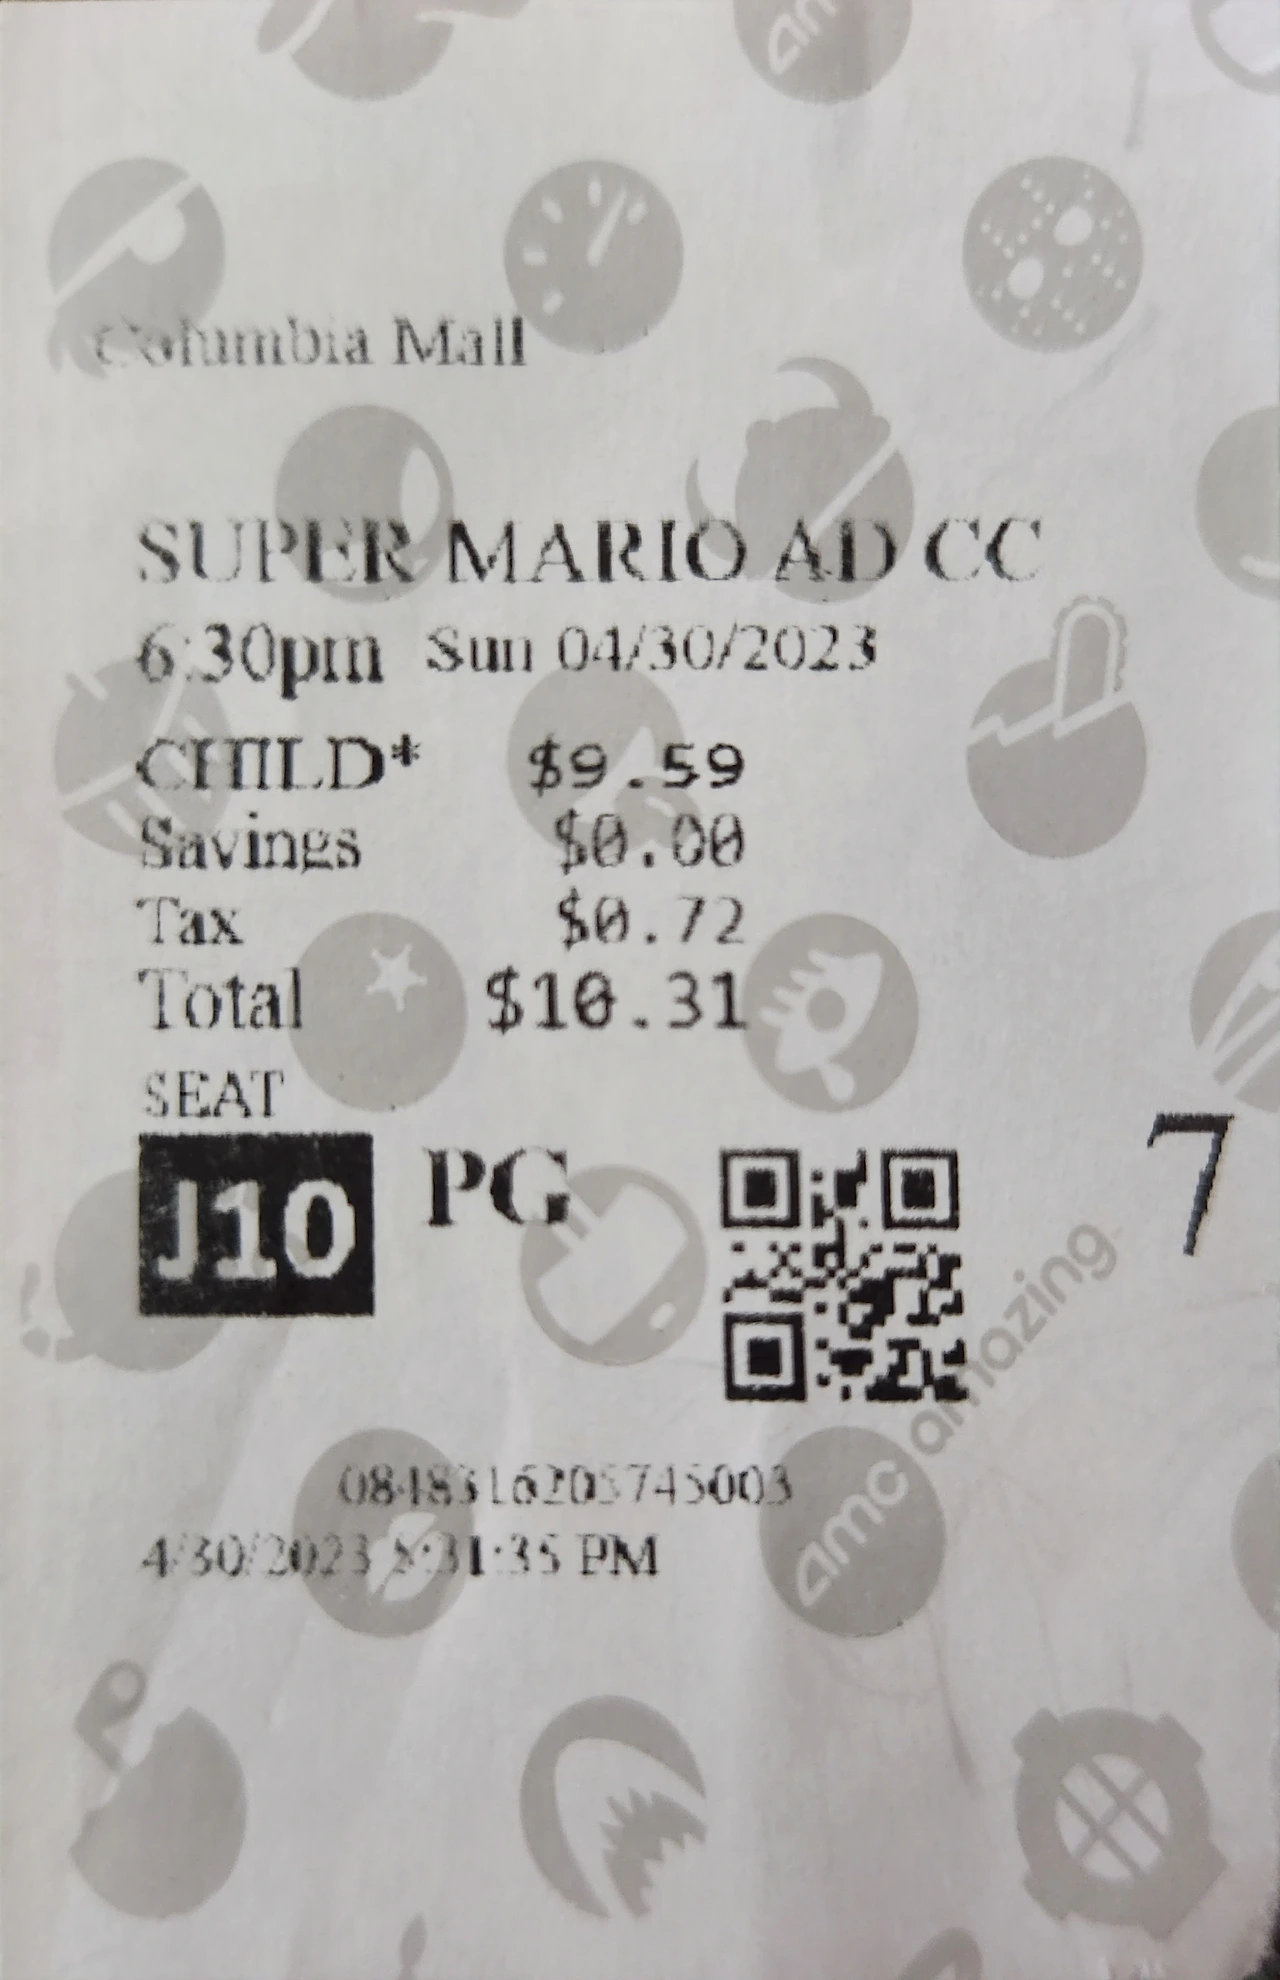 Columbia Mall
SUPER MARIO AD CC
6:30pm Sun 04/30/2023
CHILD* $9.59
Savings $0.00
Tax $0.72
Total $10.31
SEAT
J10 PG 7
amc amazing
4/30/2023 PM